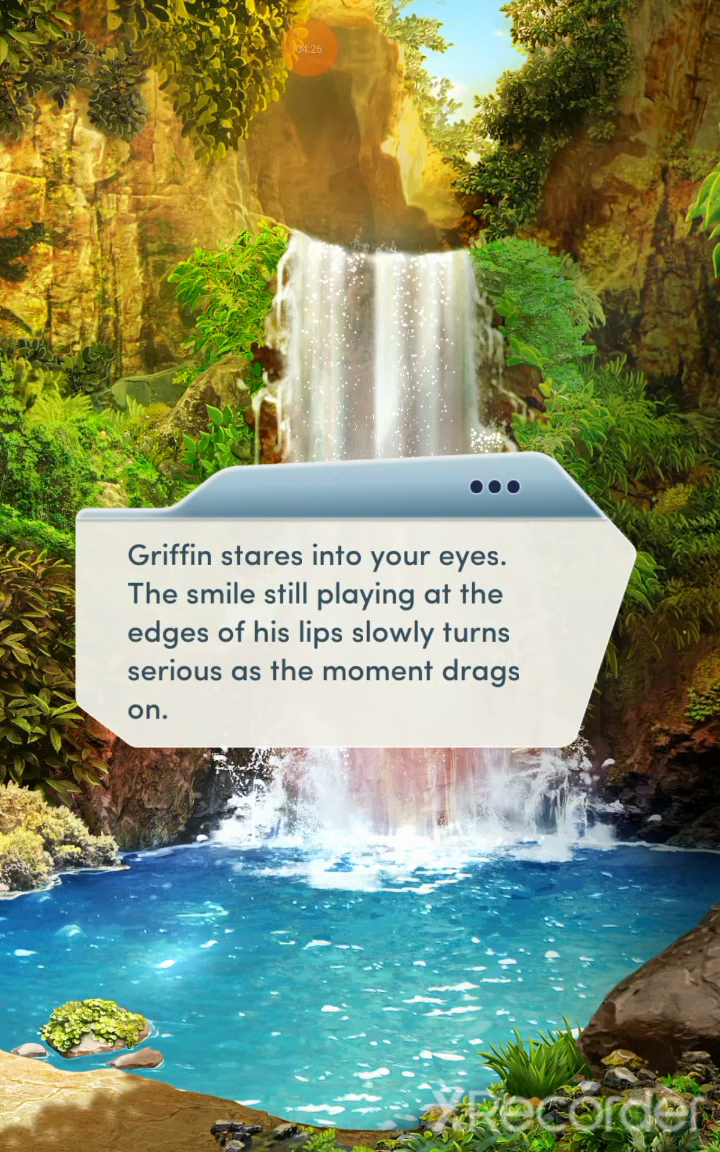 04:26
Griffin stares into your eyes.
The smile still playing at the
edges of his lips slowly turns
serious as the moment drags
on.
XRecorder